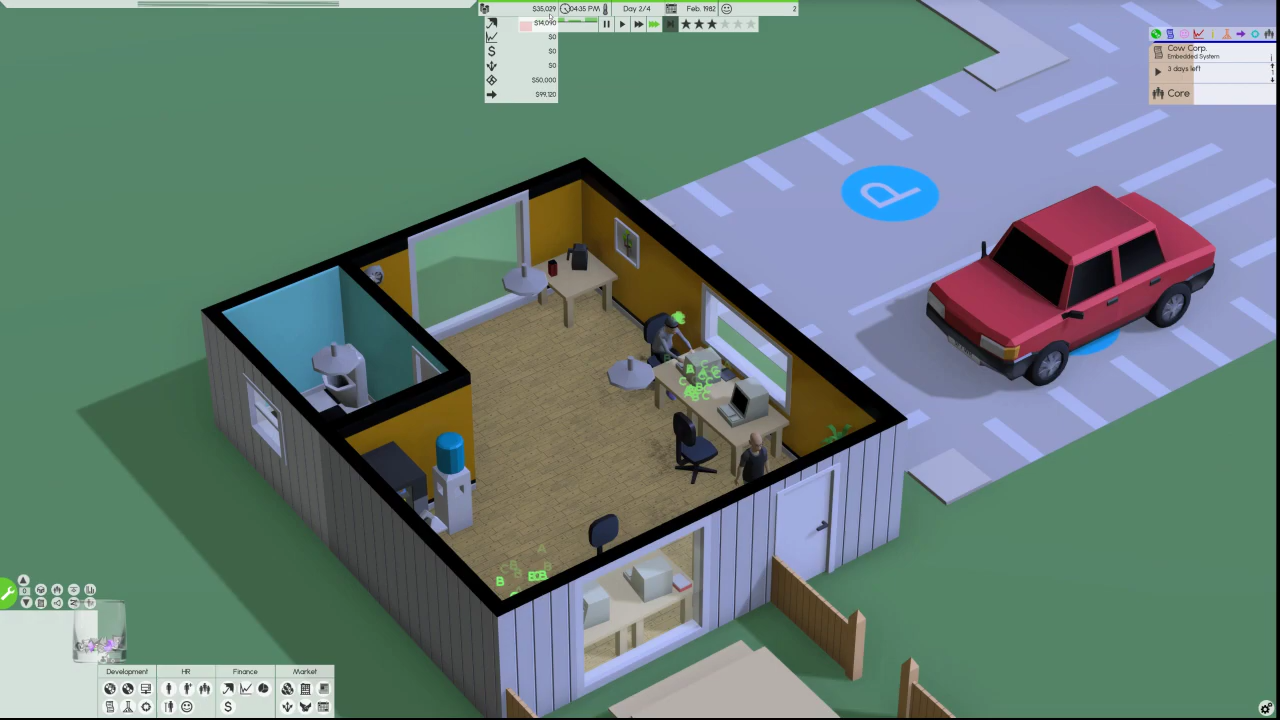 $35,029 04:35 PM Day 2/4 Feb. 1982 2
$14,090
$0
$0
$0
$50,000
$99,120
Cow Corp.
Embedded System
3 days left
Core
P
A
B
C
Development HR Finance Market